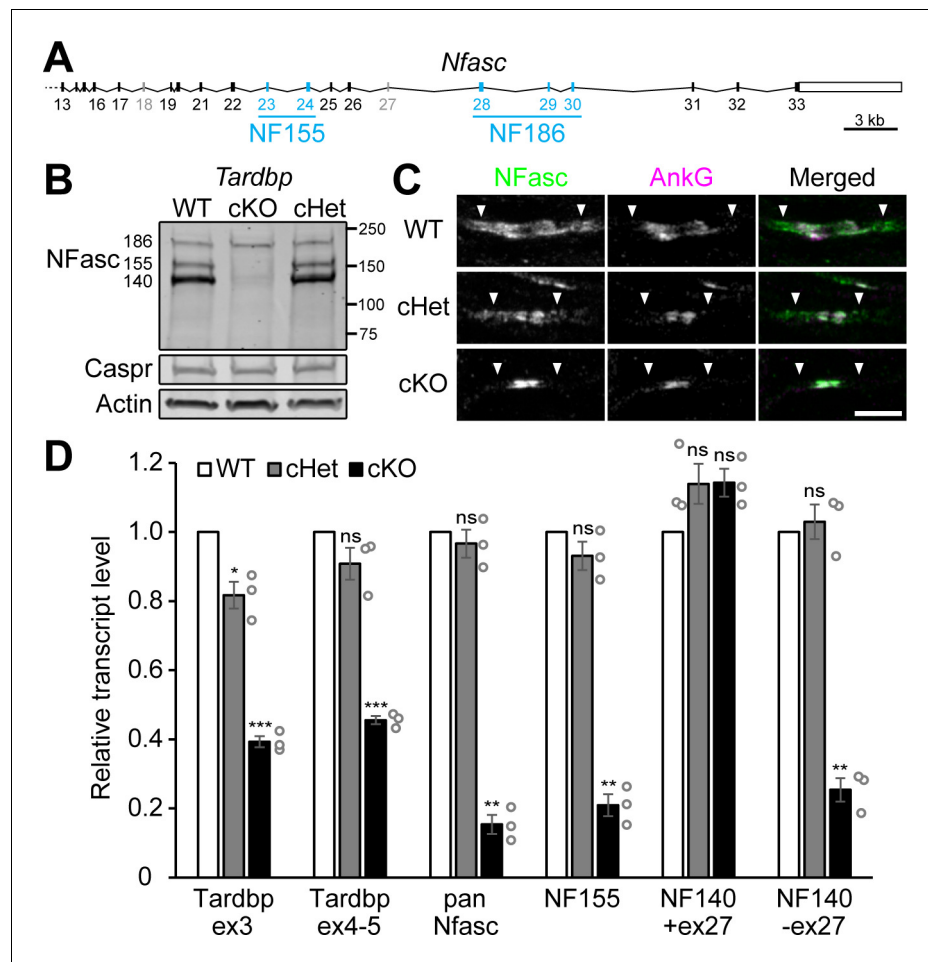 A
Nfasc
13 16 17 18 19 21 22 23 24 25 26 27 28 29 30 31 32 33
NF155 NF186 3 kb
B
Tardbp
WT cKO cHet
NFasc 186 155 140
250
150
100
75
Caspr
Actin
C
NFasc AnkG Merged
WT
cHet
cKO
D
WT cHet cKO
Relative transcript level
1.2
1.0
0.8
0.6
0.4
0.2
0
* ***
ns ***
ns **
ns **
ns ns
ns **
Tardbp ex3
Tardbp ex4-5
pan Nfasc
NF155
NF140 +ex27
NF140 -ex27